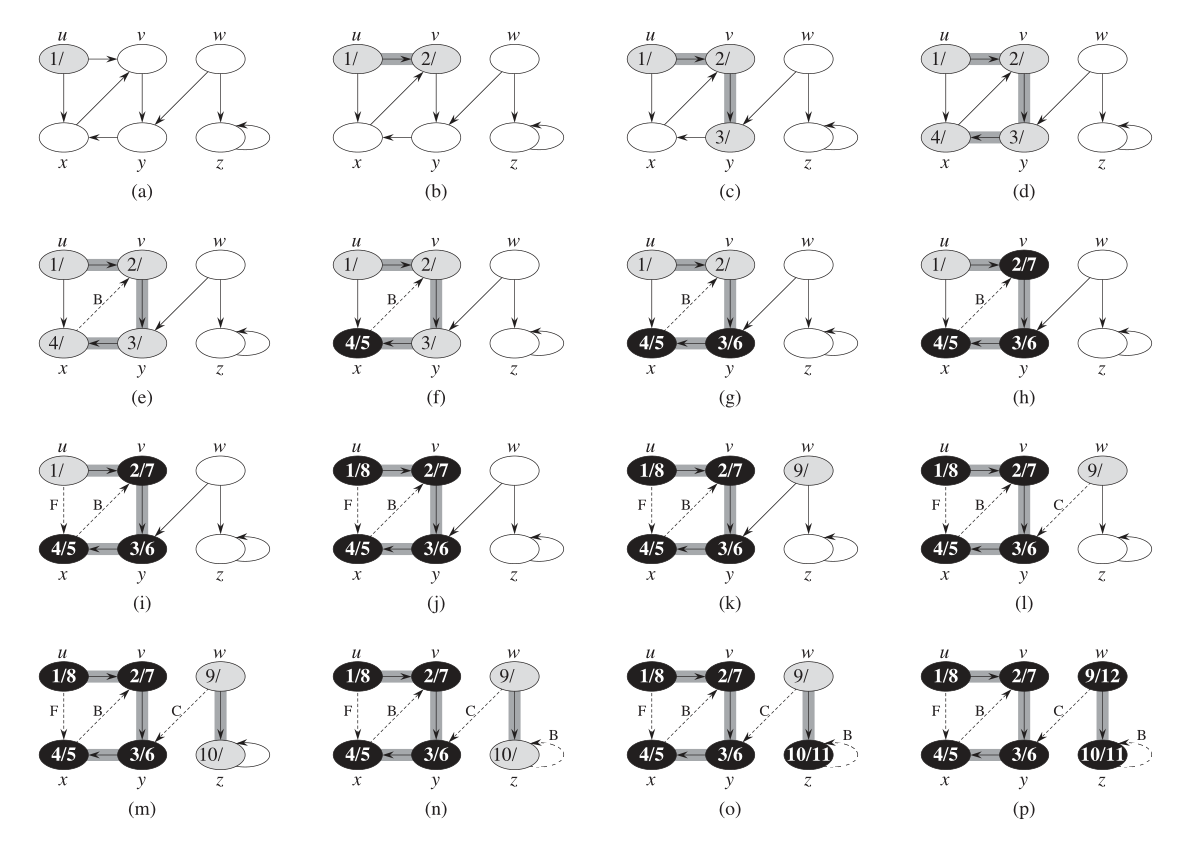 u v w u v w u v w u v w
1/ 1/ 2/ 1/ 2/ 1/ 2/
3/ 4/ 3/
x y z x y z x y z x y z
(a) (b) (c) (d)
u v w u v w u v w u v w
1/ 2/ 1/ 2/ 1/ 2/ 1/ 2/7
B B B B
4/ 3/ 4/5 3/ 4/5 3/6 4/5 3/6
x y z x y z x y z x y z
(e) (f) (g) (h)
u v w u v w u v w u v w
1/ 2/7 1/8 2/7 1/8 2/7 9/ 1/8 2/7 9/
F B F B F B F B C
4/5 3/6 4/5 3/6 4/5 3/6 4/5 3/6
x y z x y z x y z x y z
(i) (j) (k) (l)
u v w u v w u v w u v w
1/8 2/7 9/ 1/8 2/7 9/ 1/8 2/7 9/ 1/8 2/7 9/12
F B C F B C B F B C B F B C B
4/5 3/6 10/ 4/5 3/6 10/ 4/5 3/6 10/11 4/5 3/6 10/11
x y z x y z x y z x y z
(m) (n) (o) (p)